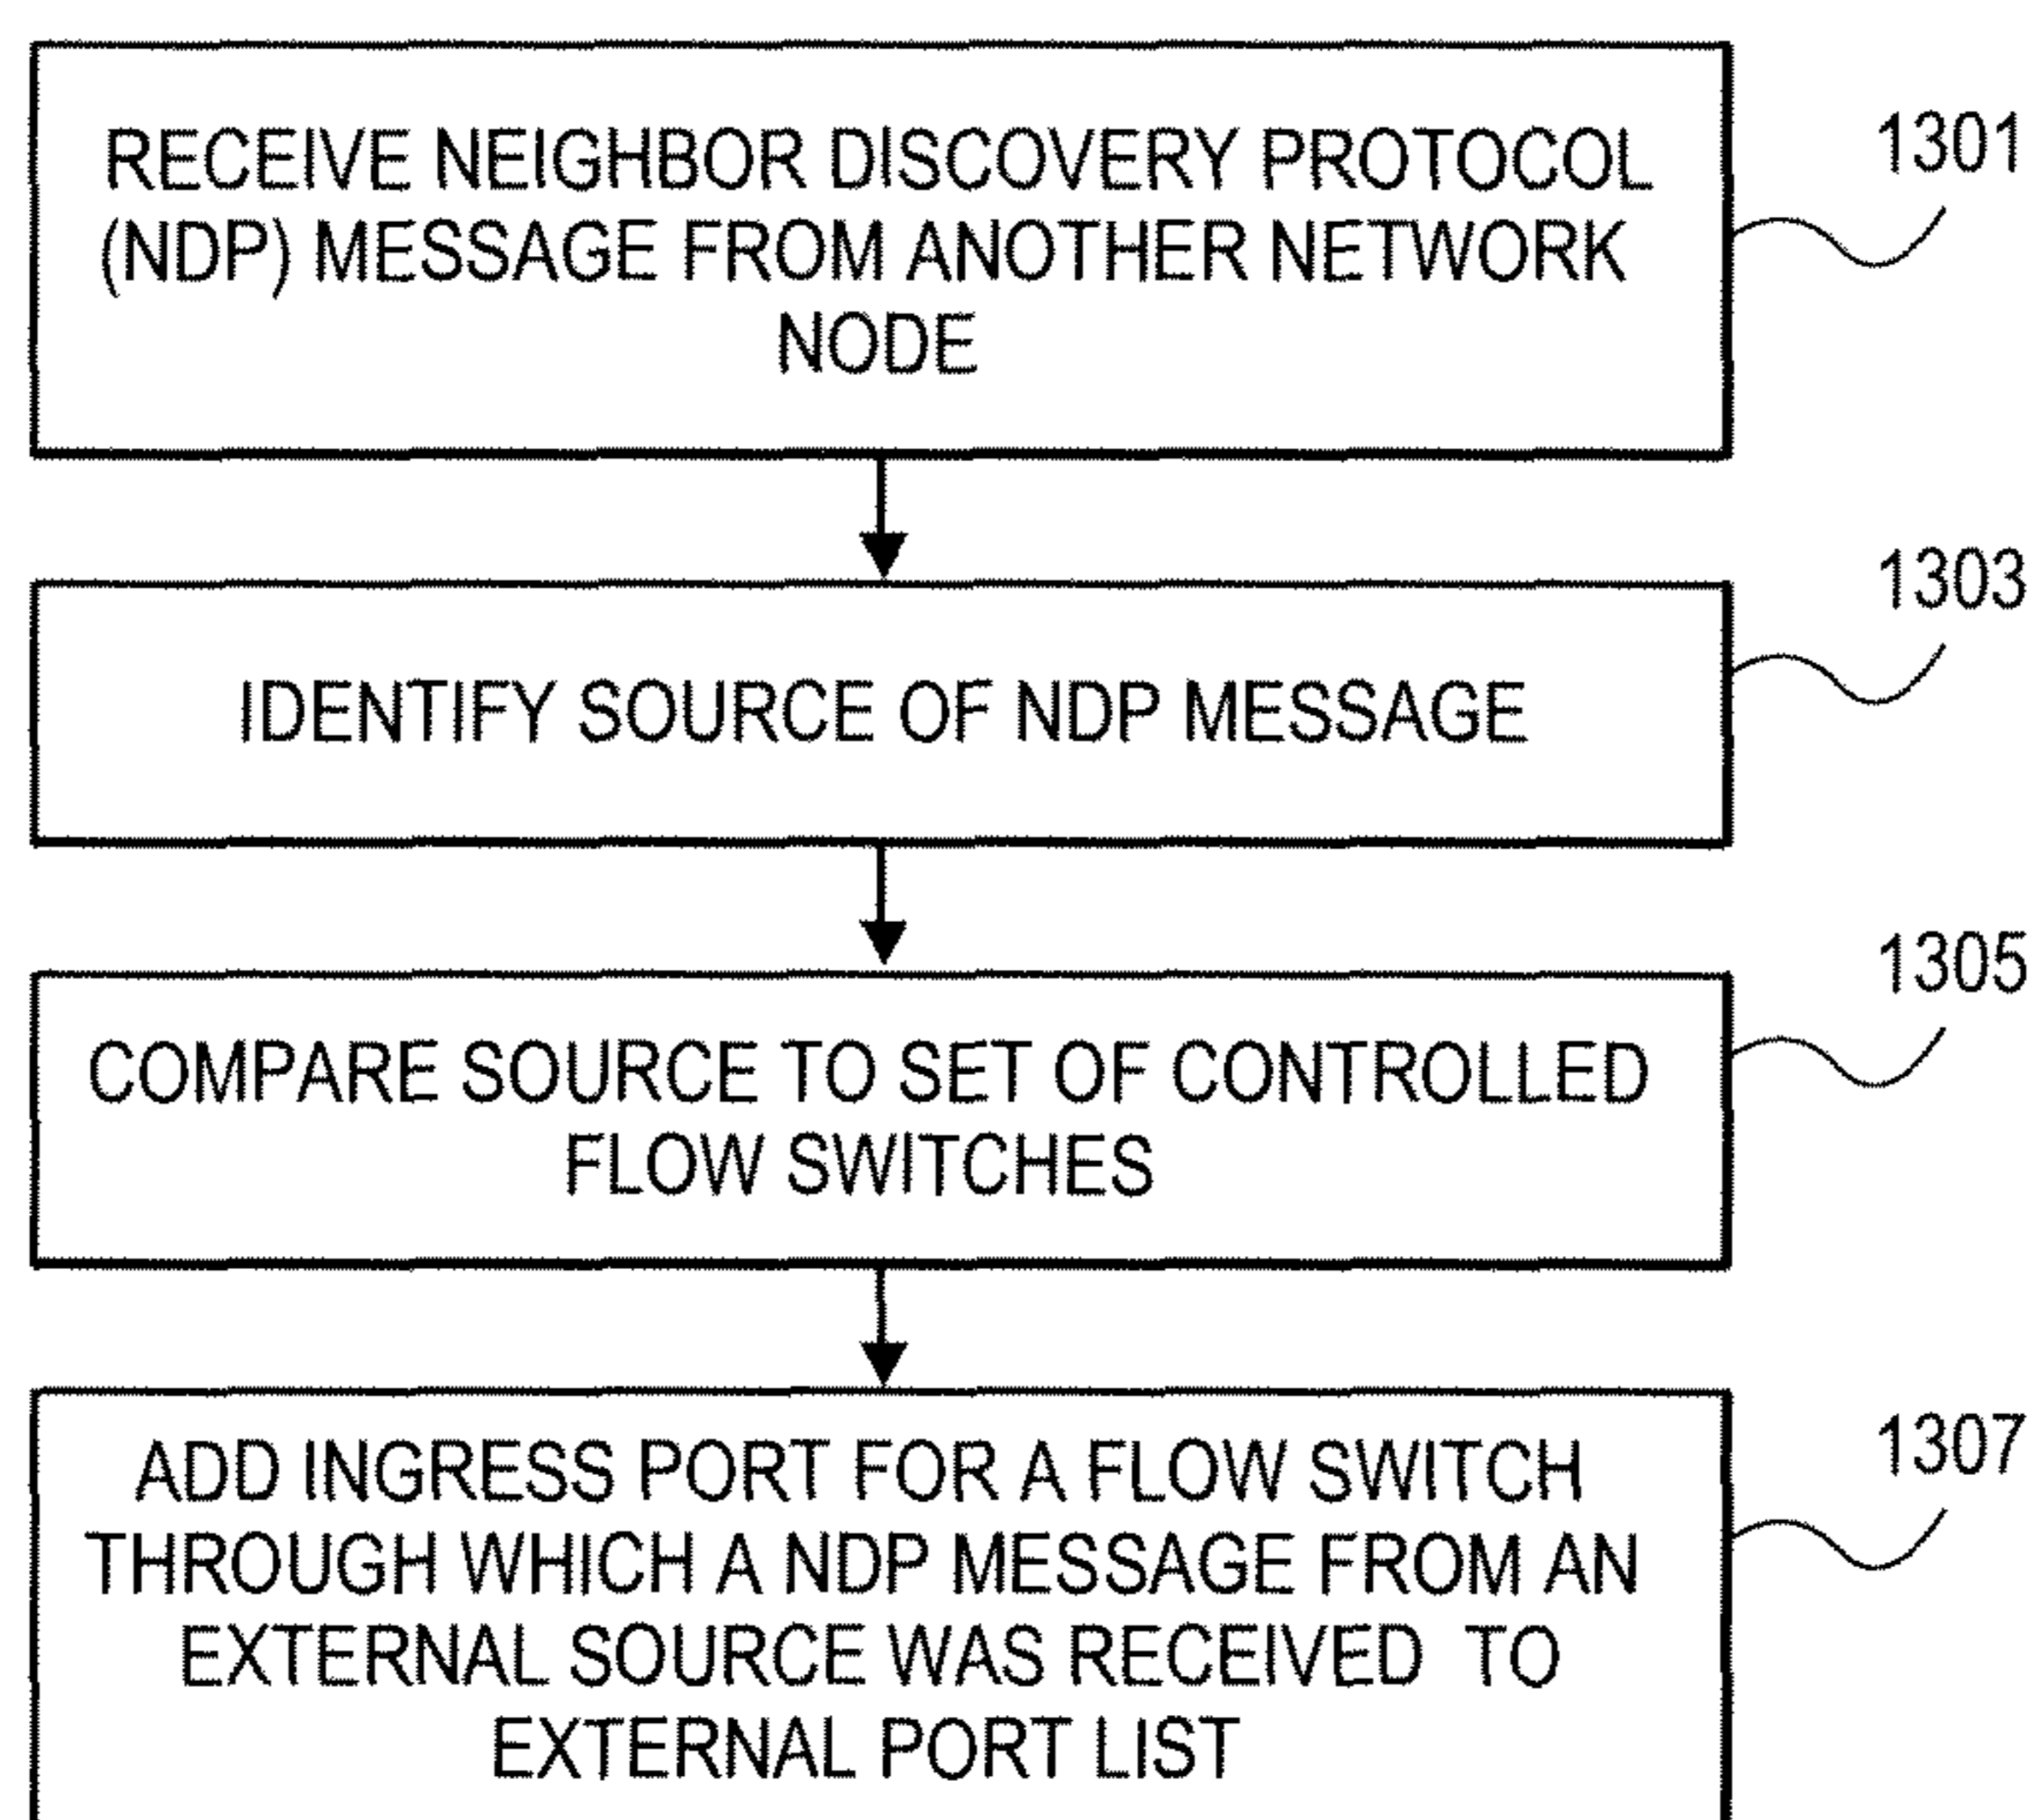 RECEIVE NEIGHBOR DISCOVERY PROTOCOL
(NDP) MESSAGE FROM ANOTHER NETWORK
NODE
1301
IDENTIFY SOURCE OF NDP MESSAGE
1303
COMPARE SOURCE TO SET OF CONTROLLED
FLOW SWITCHES
1305
ADD INGRESS PORT FOR A FLOW SWITCH
THROUGH WHICH A NDP MESSAGE FROM AN
EXTERNAL SOURCE WAS RECEIVED TO
EXTERNAL PORT LIST
1307